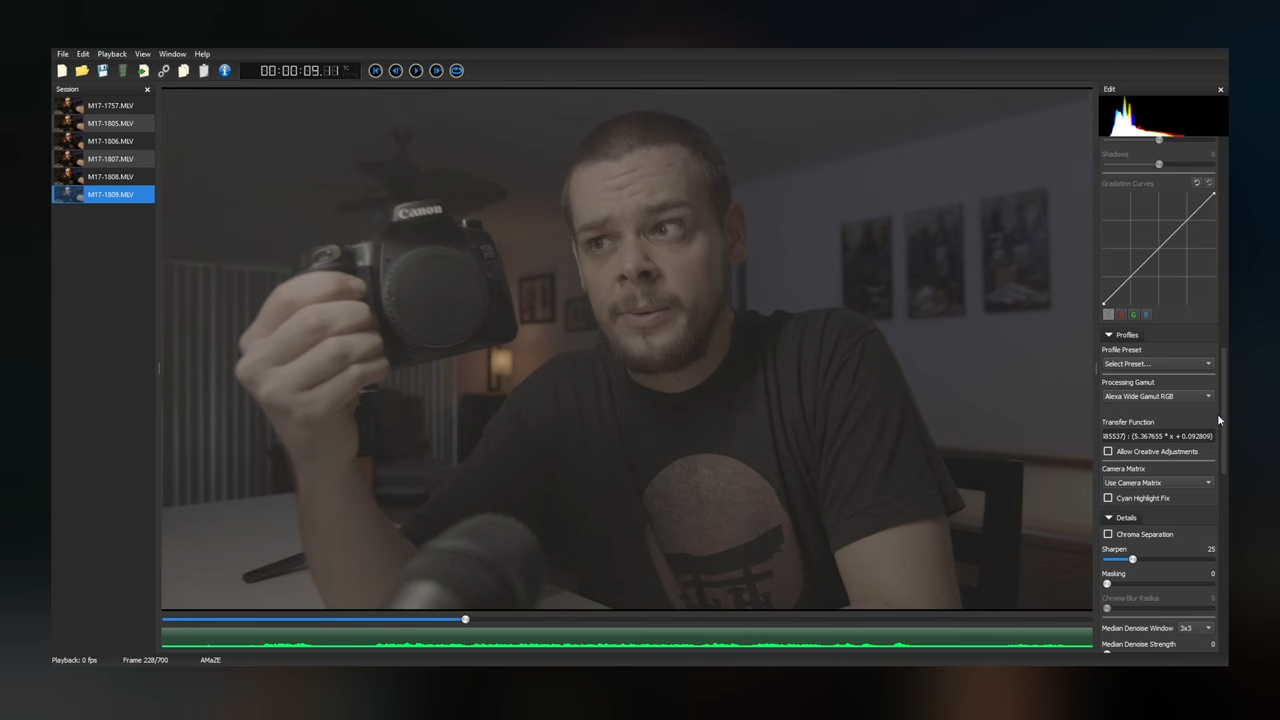 File Edit Playback View Window Help
00:00:09.11 TC
Session
Edit
M17-1757.MLV
M17-1805.MLV
M17-1806.MLV
M17-1807.MLV
M17-1808.MLV
M17-1809.MLV
Canon
Shadows 0
Gradation Curves
G
Profiles
Profile Preset
Select Preset...
Processing Gamut
Alexa Wide Gamut RGB
Transfer Function
385537) : (5.367655 * x + 0.092809)
Allow Creative Adjustments
Camera Matrix
Use Camera Matrix
Cyan Highlight Fix
Details
Chroma Separation
Sharpen 25
Masking 0
Chroma Blur Radius 0
Median Denoise Window 3x3
Median Denoise Strength 0
Playback: 0 fps Frame 228/700 AMaZE